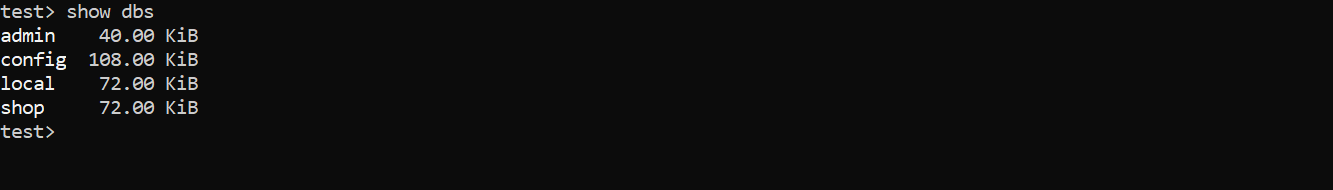 test> show dbs
admin    40.00 KiB
config  108.00 KiB
local    72.00 KiB
shop     72.00 KiB
test>